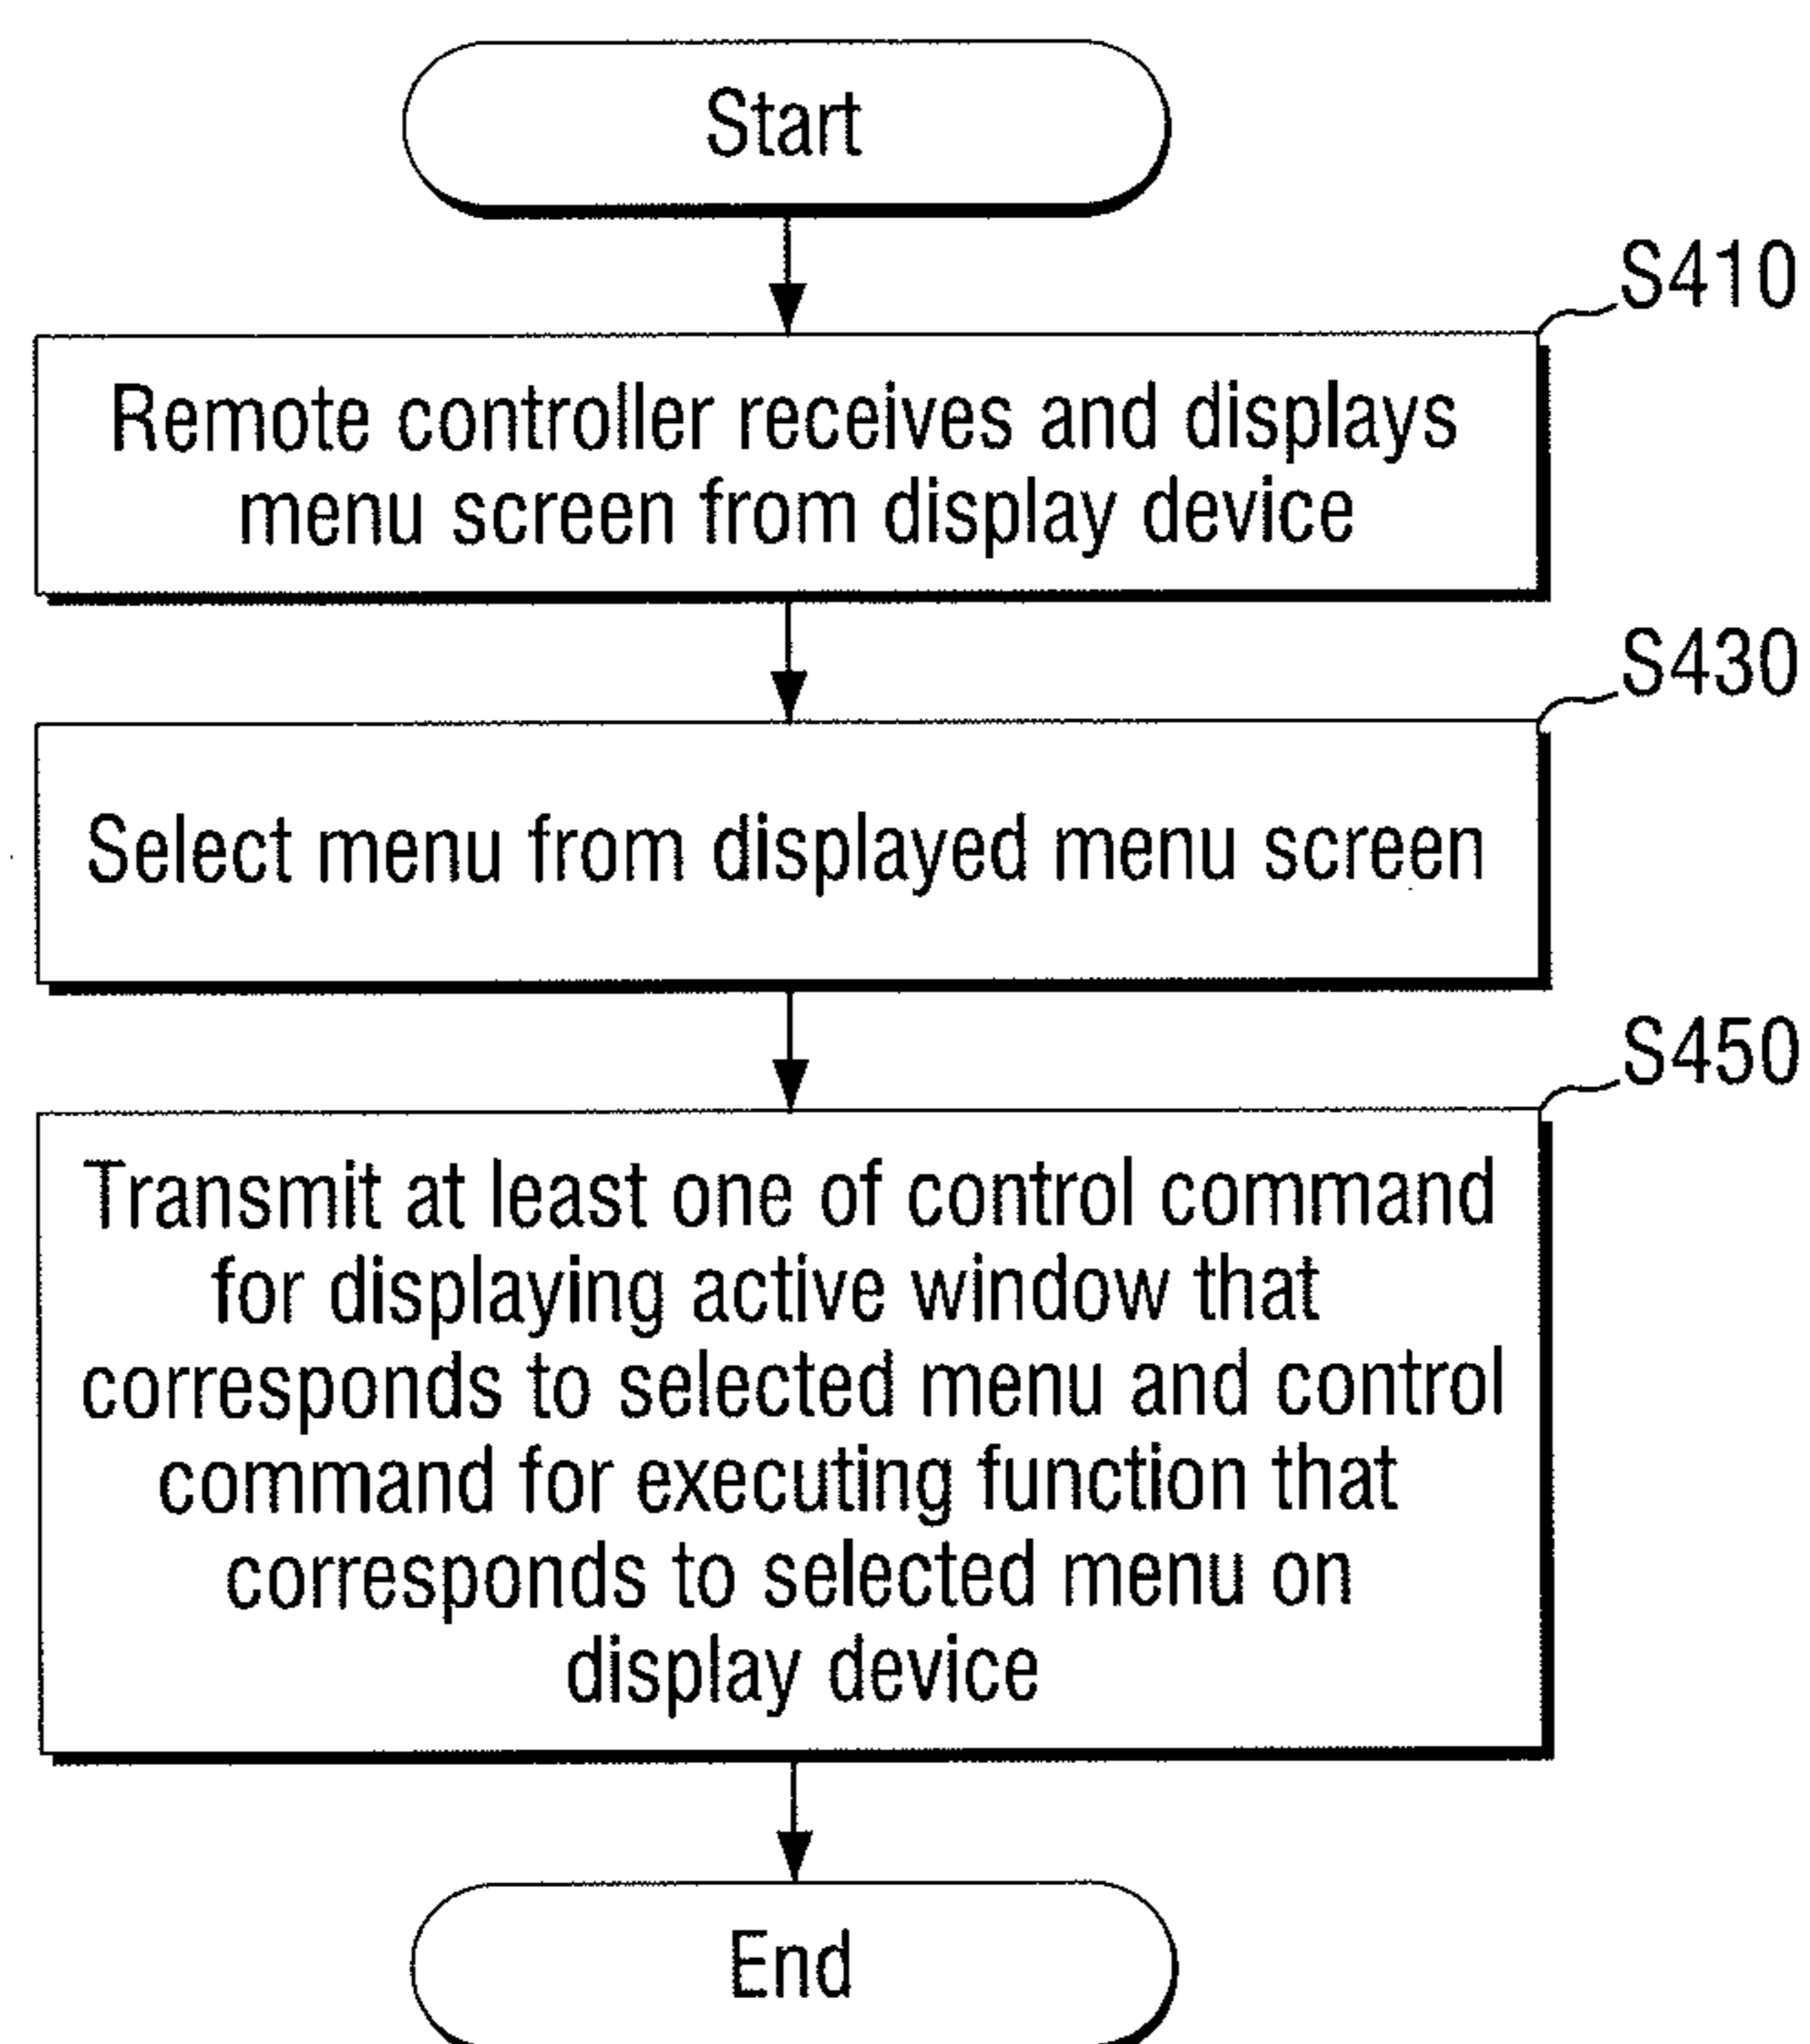 Start
S410
Remote controller receives and displays
menu screen from display device
S430
Select menu from displayed menu screen
S450
Transmit at least one of control command
for displaying active window that
corresponds to selected menu and control
command for executing function that
corresponds to selected menu on
display device
End